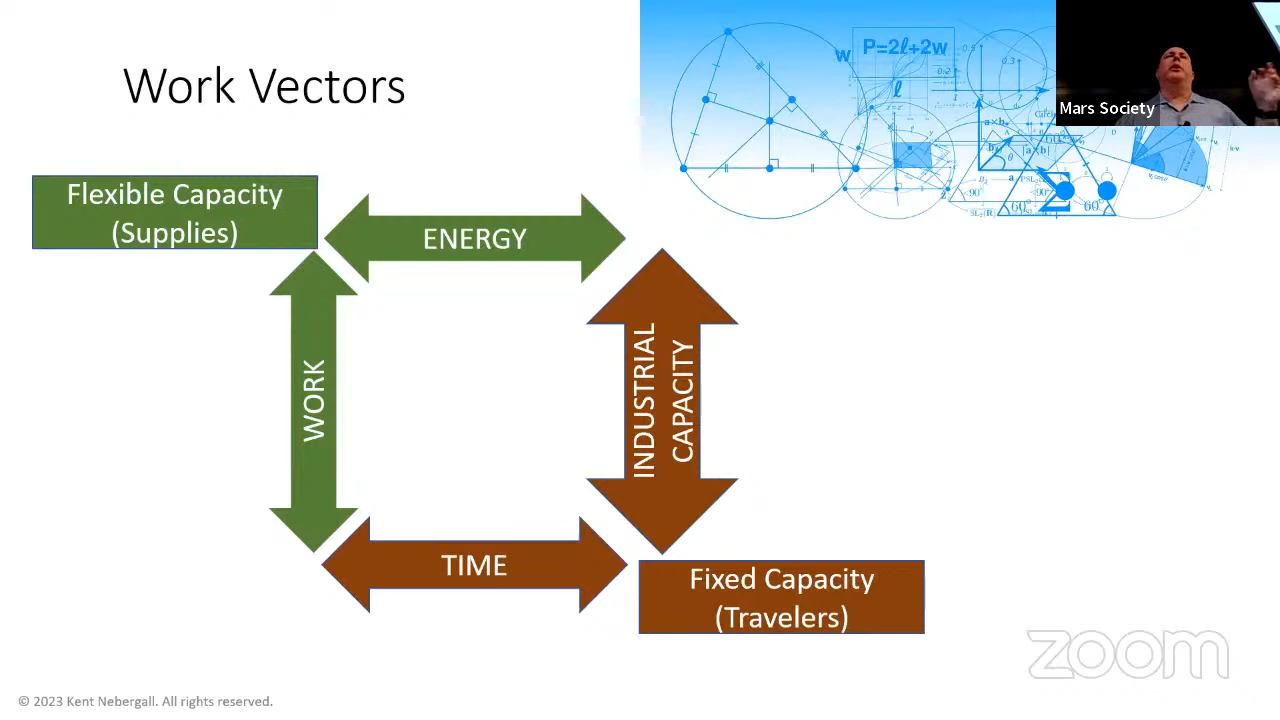 Work Vectors
P=2ℓ+2w
w
ℓ
Mars Society
Flexible Capacity
(Supplies)
ENERGY
WORK
INDUSTRIAL
CAPACITY
TIME
Fixed Capacity
(Travelers)
zoom
© 2023 Kent Nebergall. All rights reserved.